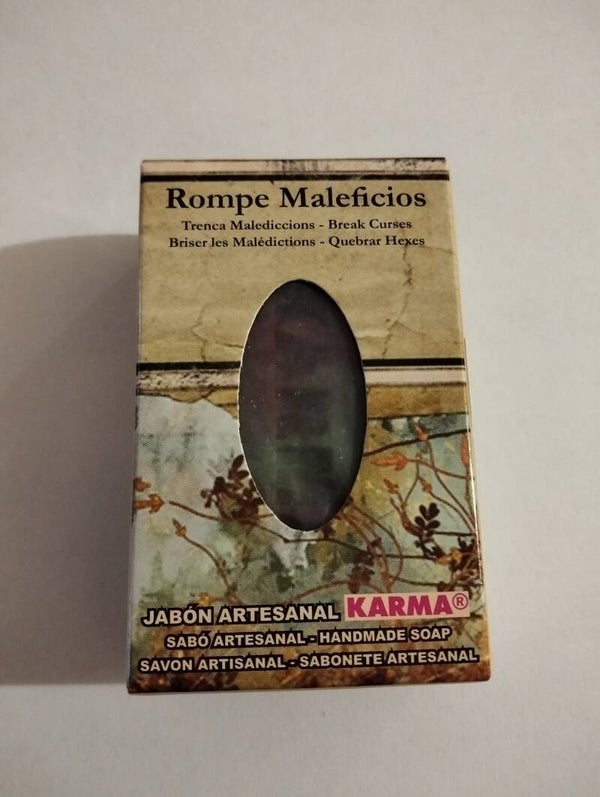 Rompe Maleficios
Trenca Malediccions - Break Curses
Briser les Malédictions - Quebrar Hexes
JABÓN ARTESANAL KARMA®
SABÓ ARTESANAL - HANDMADE SOAP
SAVON ARTISANAL - SABONETE ARTESANAL